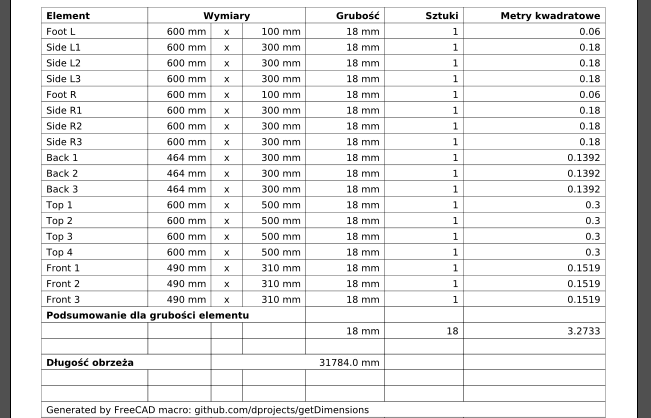 Element Wymiary Grubość Sztuki Metry kwadratowe
Foot L 600 mm x 100 mm 18 mm 1 0.06
Side L1 600 mm x 300 mm 18 mm 1 0.18
Side L2 600 mm x 300 mm 18 mm 1 0.18
Side L3 600 mm x 300 mm 18 mm 1 0.18
Foot R 600 mm x 100 mm 18 mm 1 0.06
Side R1 600 mm x 300 mm 18 mm 1 0.18
Side R2 600 mm x 300 mm 18 mm 1 0.18
Side R3 600 mm x 300 mm 18 mm 1 0.18
Back 1 464 mm x 300 mm 18 mm 1 0.1392
Back 2 464 mm x 300 mm 18 mm 1 0.1392
Back 3 464 mm x 300 mm 18 mm 1 0.1392
Top 1 600 mm x 500 mm 18 mm 1 0.3
Top 2 600 mm x 500 mm 18 mm 1 0.3
Top 3 600 mm x 500 mm 18 mm 1 0.3
Top 4 600 mm x 500 mm 18 mm 1 0.3
Front 1 490 mm x 310 mm 18 mm 1 0.1519
Front 2 490 mm x 310 mm 18 mm 1 0.1519
Front 3 490 mm x 310 mm 18 mm 1 0.1519
Podsumowanie dla grubości elementu
18 mm 18 3.2733
Długość obrzeża 31784.0 mm
Generated by FreeCAD macro: github.com/dprojects/getDimensions